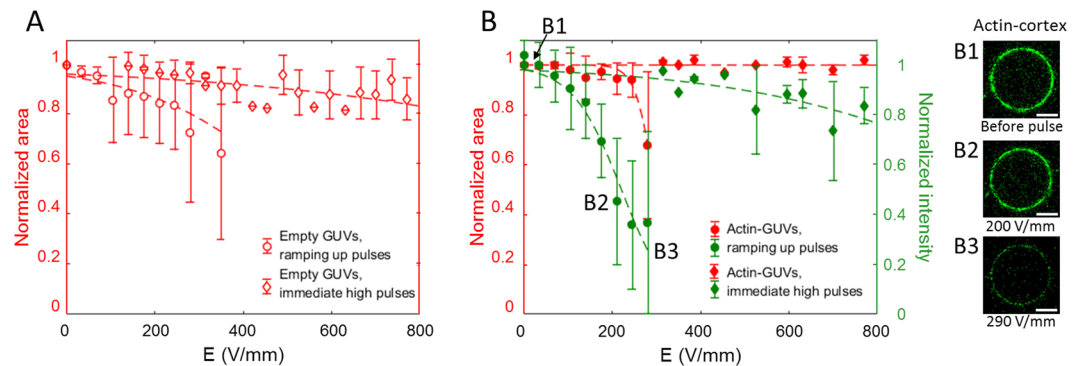 A
1
0.8
0.6
0.4
0.2
0
Normalized area
0
200
400
600
800
E (V/mm)
Empty GUVs,
ramping up pulses
Empty GUVs,
immediate high pulses
B
B1
B2
B3
1
0.8
0.6
0.4
0.2
0
Normalized area
0
200
400
600
800
E (V/mm)
Actin-GUVs,
ramping up pulses
Actin-GUVs,
immediate high pulses
1
0.8
0.6
0.4
0.2
0
Normalized intensity
Actin-cortex
B1
Before pulse
B2
200 V/mm
B3
290 V/mm